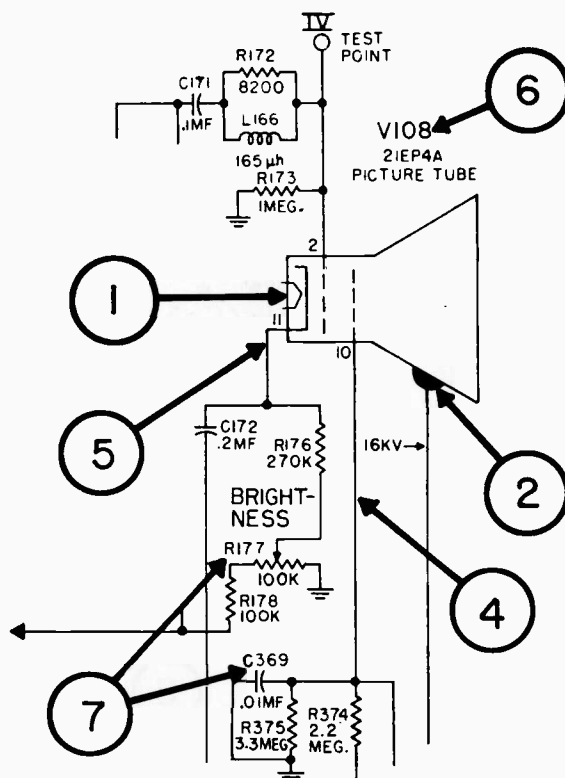 IV
TEST
POINT
R172
8200
C171
.1MF
L166
165 µh
R173
1MEG.
6
V108
21EP4A
PICTURE TUBE
2
1
11
10
5
C172
.2MF
R176
270K
16KV
2
BRIGHT-
NESS
R177
100K
R178
100K
4
7
C369
.01MF
R375
3.3MEG
R374
2.2
MEG.